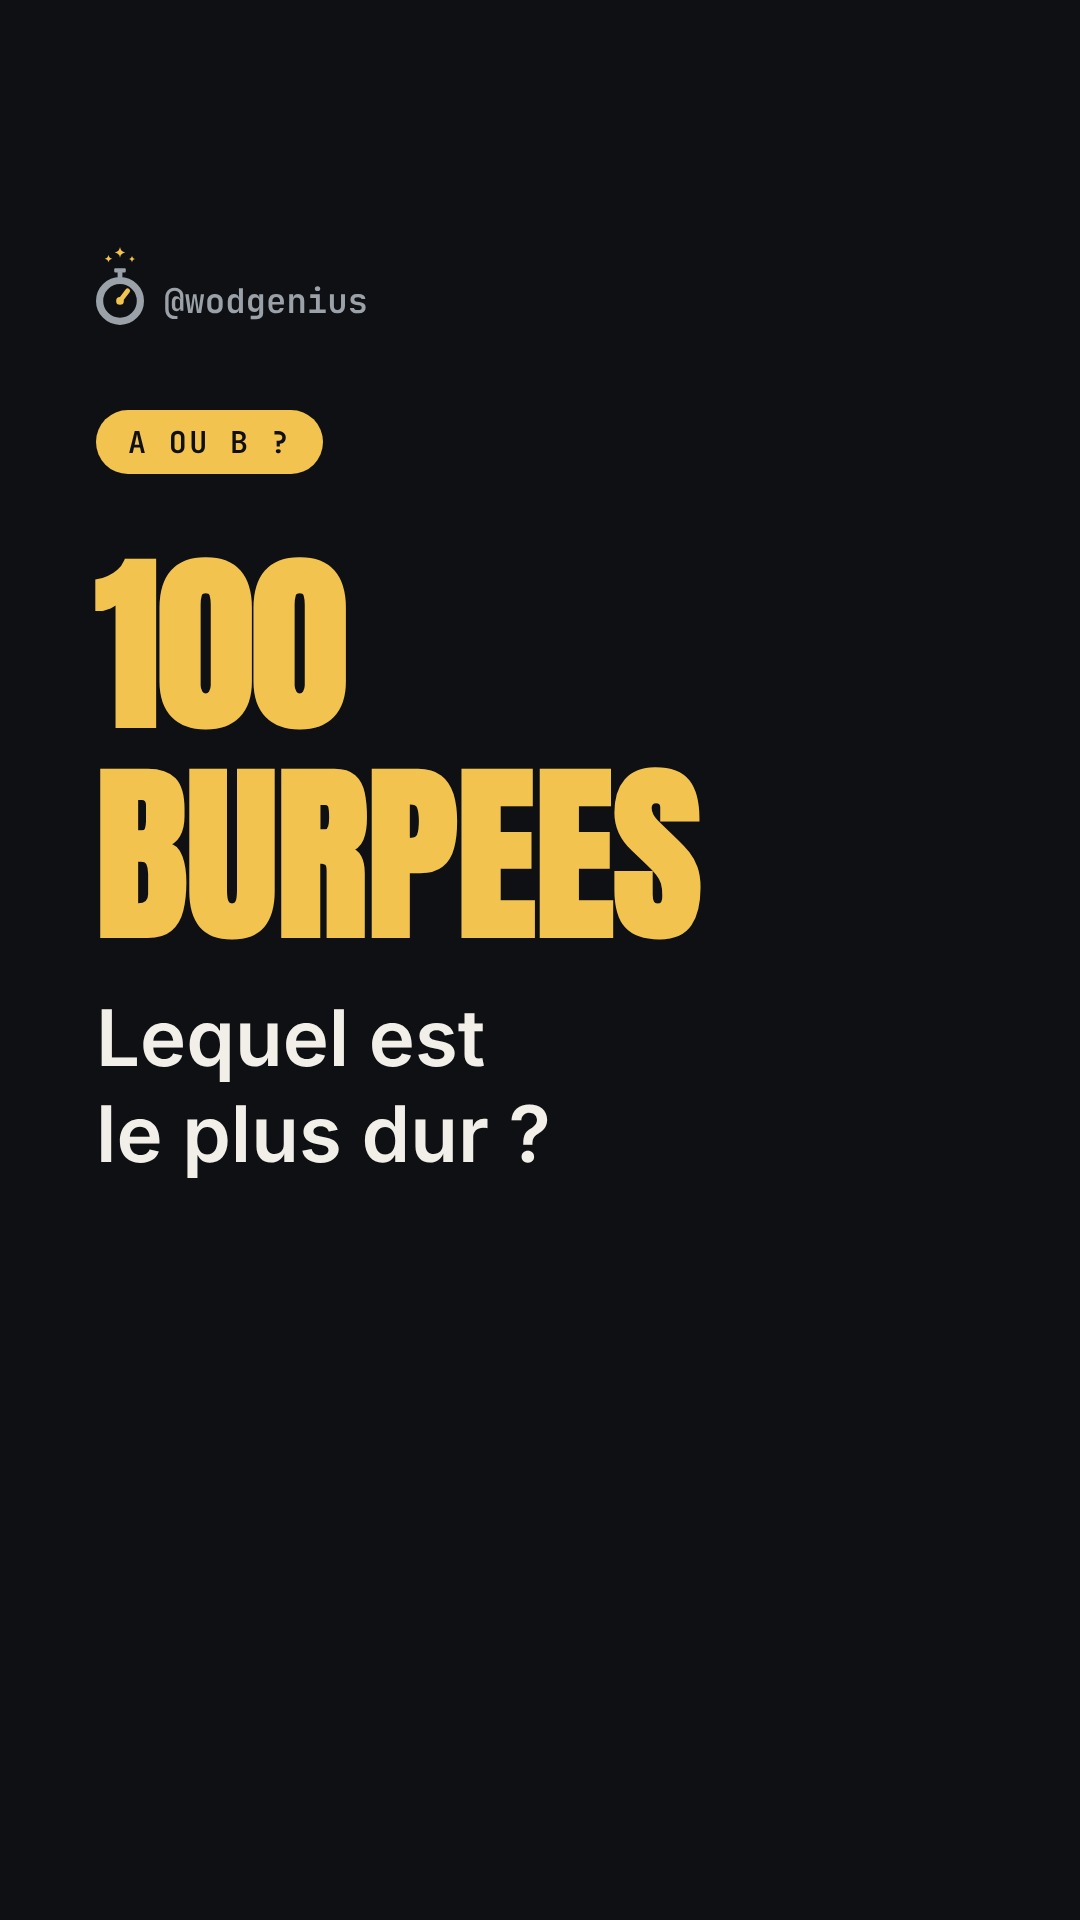 @wodgenius
A OU B ?
100
BURPEES
Lequel est
le plus dur ?